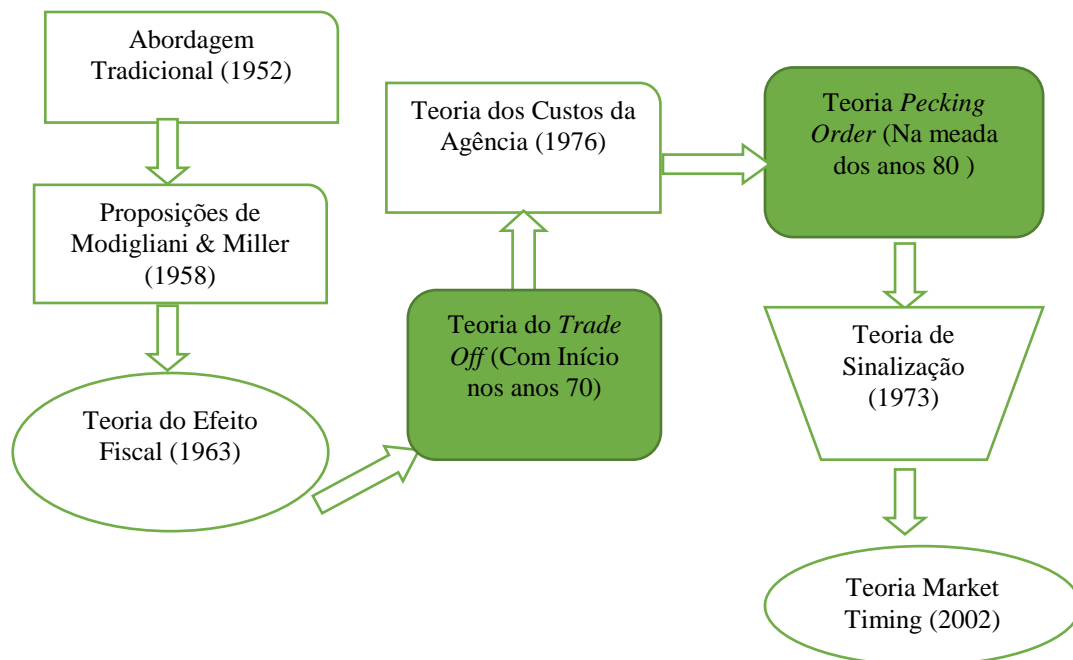 Abordagem
Tradicional (1952)
Proposições de
Modigliani & Miller
(1958)
Teoria do Efeito
Fiscal (1963)
Teoria do Trade
Off (Com Início
nos anos 70)
Teoria dos Custos da
Agência (1976)
Teoria Pecking
Order (Na meada
dos anos 80 )
Teoria de
Sinalização
(1973)
Teoria Market
Timing (2002)